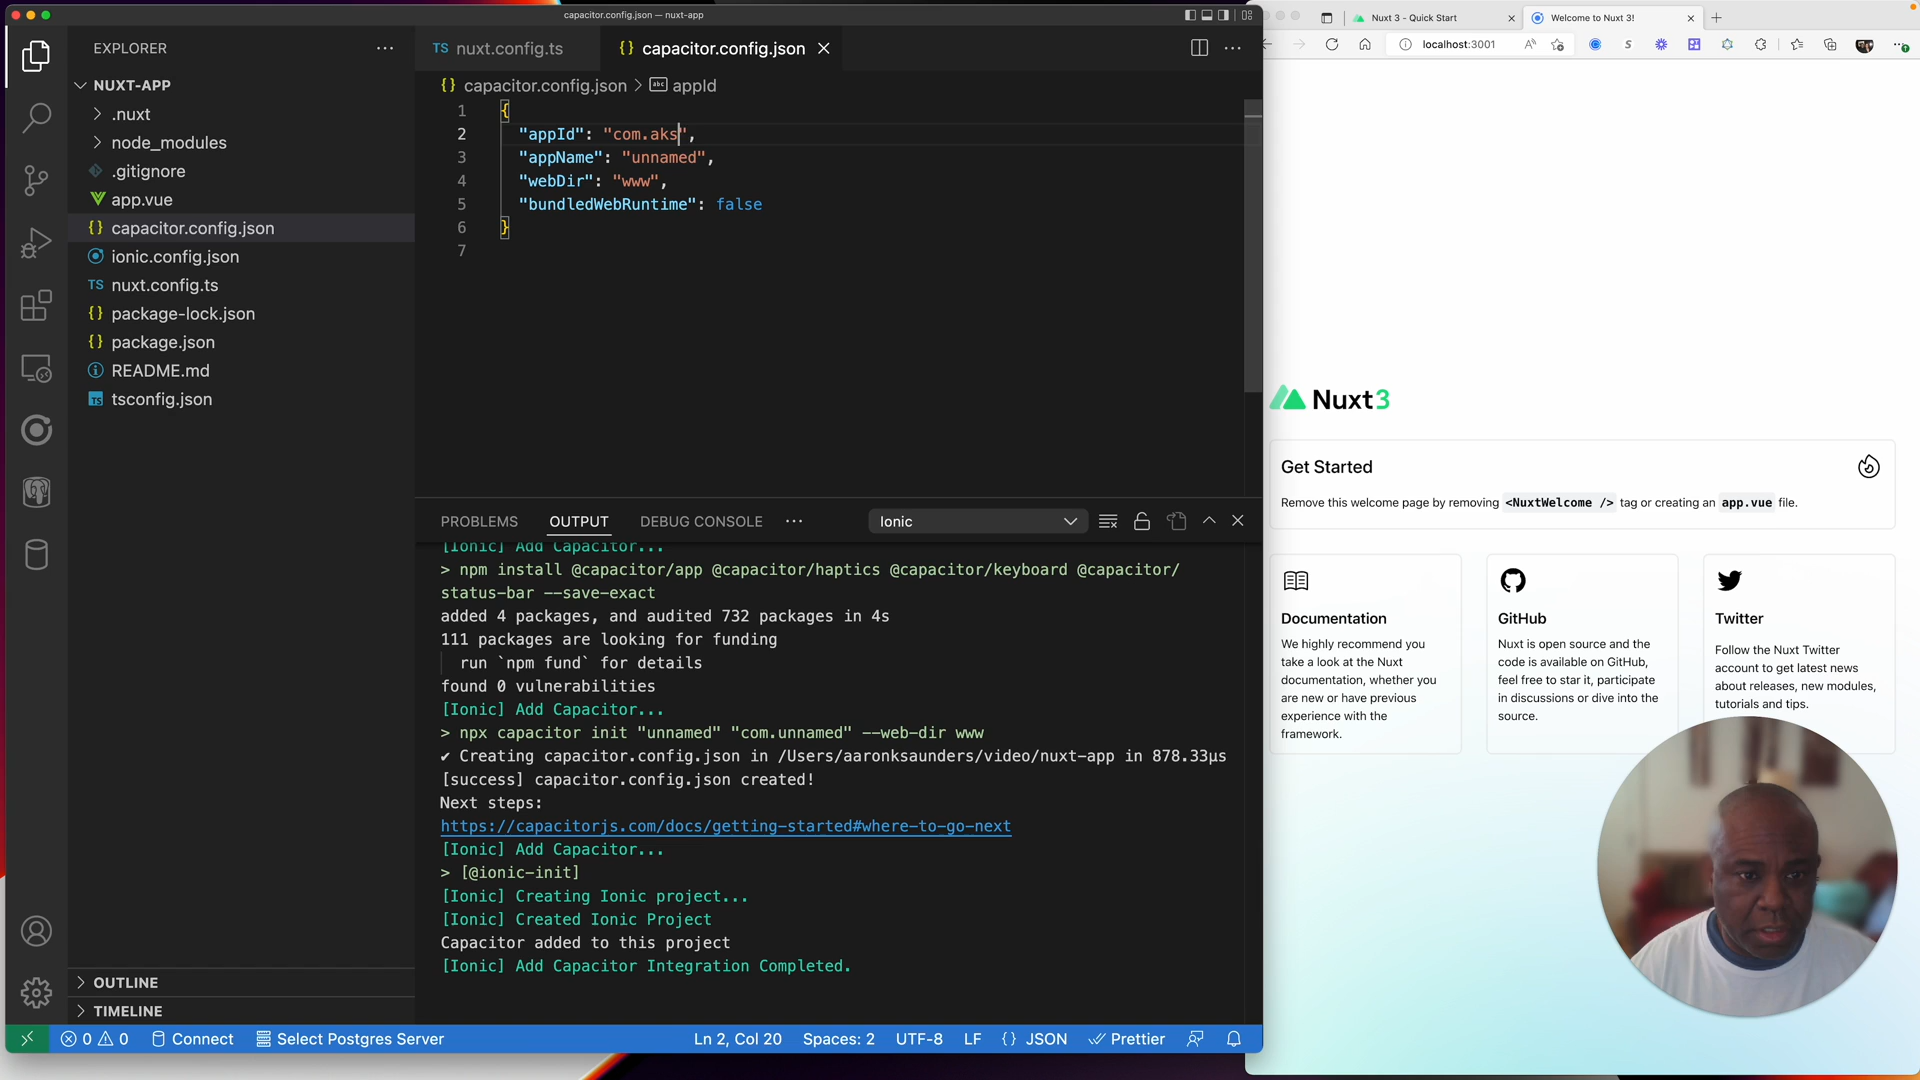 capacitor.config.json — nuxt-app
EXPLORER
NUXT-APP
.nuxt
node_modules
.gitignore
app.vue
capacitor.config.json
ionic.config.json
nuxt.config.ts
package-lock.json
package.json
README.md
tsconfig.json
OUTLINE
TIMELINE
TS nuxt.config.ts
{} capacitor.config.json
{} capacitor.config.json > abc appId
1 {
2 "appId": "com.aks",
3 "appName": "unnamed",
4 "webDir": "www",
5 "bundledWebRuntime": false
6 }
7
PROBLEMS OUTPUT DEBUG CONSOLE ... Ionic
[Ionic] Add Capacitor...
> npm install @capacitor/app @capacitor/haptics @capacitor/keyboard @capacitor/
status-bar --save-exact
added 4 packages, and audited 732 packages in 4s
111 packages are looking for funding
run `npm fund` for details
found 0 vulnerabilities
[Ionic] Add Capacitor...
> npx capacitor init "unnamed" "com.unnamed" --web-dir www
✔ Creating capacitor.config.json in /Users/aaronksaunders/video/nuxt-app in 878.33μs
[success] capacitor.config.json created!
Next steps:
https://capacitorjs.com/docs/getting-started#where-to-go-next
[Ionic] Add Capacitor...
> [@ionic-init]
[Ionic] Creating Ionic project...
[Ionic] Created Ionic Project
Capacitor added to this project
[Ionic] Add Capacitor Integration Completed.
0 0 Connect Select Postgres Server Ln 2, Col 20 Spaces: 2 UTF-8 LF {} JSON Prettier
Nuxt 3 - Quick Start
Welcome to Nuxt 3!
localhost:3001
Nuxt3
Get Started
Remove this welcome page by removing <NuxtWelcome /> tag or creating an app.vue file.
Documentation
We highly recommend you
take a look at the Nuxt
documentation, whether you
are new or have previous
experience with the
framework.
GitHub
Nuxt is open source and the
code is available on GitHub,
feel free to star it, participate
in discussions or dive into the
source.
Twitter
Follow the Nuxt Twitter
account to get latest news
about releases, new modules,
tutorials and tips.